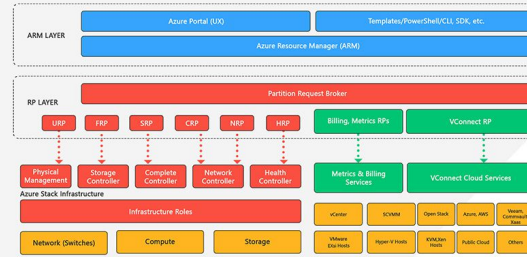 Azure Portal (UX)
Templates/PowerShell/CLI, SDK, etc.
ARM LAYER
Azure Resource Manager (ARM)
Partition Request Broker
RP LAYER
URP
FRP
SRP
CRP
NRP
HRP
Billing, Metrics RPs
VConnect RP
Physical
Management
Storage
Controller
Complete
Controller
Network
Controller
Health
Controller
Metrics & Billing
Services
VConnect Cloud Services
Azure Stack Infrastructure
Infrastructure Roles
vCenter
SCVMM
Open Stack
Azure, AWS
Veeam,
Xaas
Network (Switches)
Compute
Storage
VMware
EXsi Hosts
Hyper-V Hosts
KVM,Xen
Hosts
Public Cloud
Others